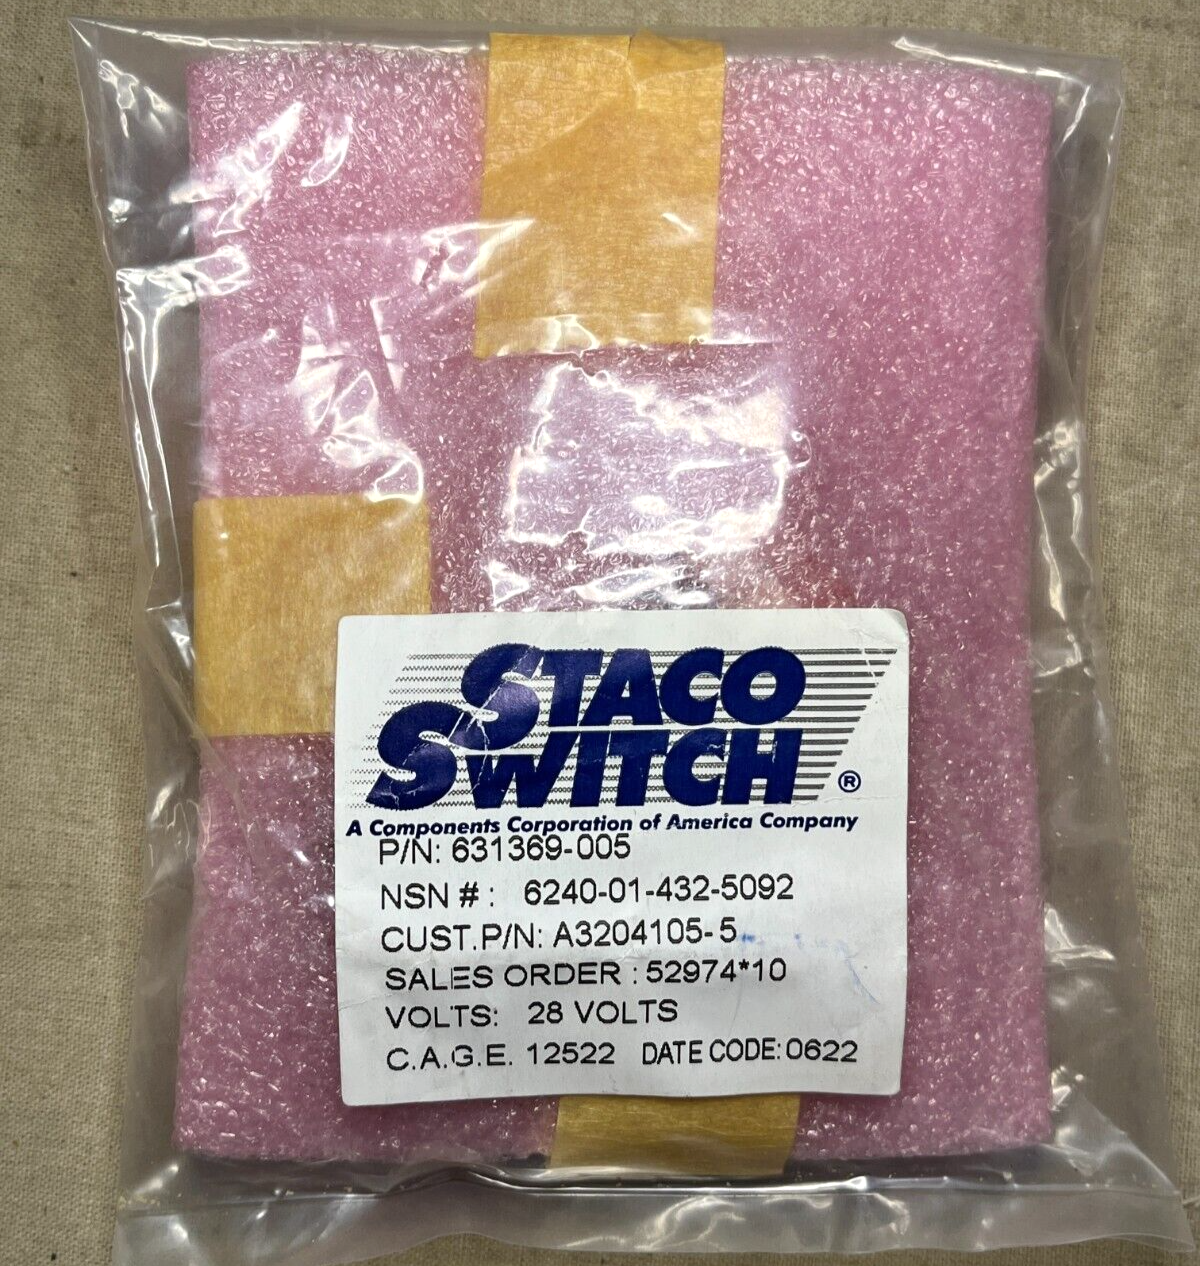 STACO
SWITCH ®
A Components Corporation of America Company
P/N: 631369-005
NSN # : 6240-01-432-5092
CUST.P/N: A3204105-5
SALES ORDER : 52974*10
VOLTS: 28 VOLTS
C.A.G.E. 12522 DATE CODE: 0622